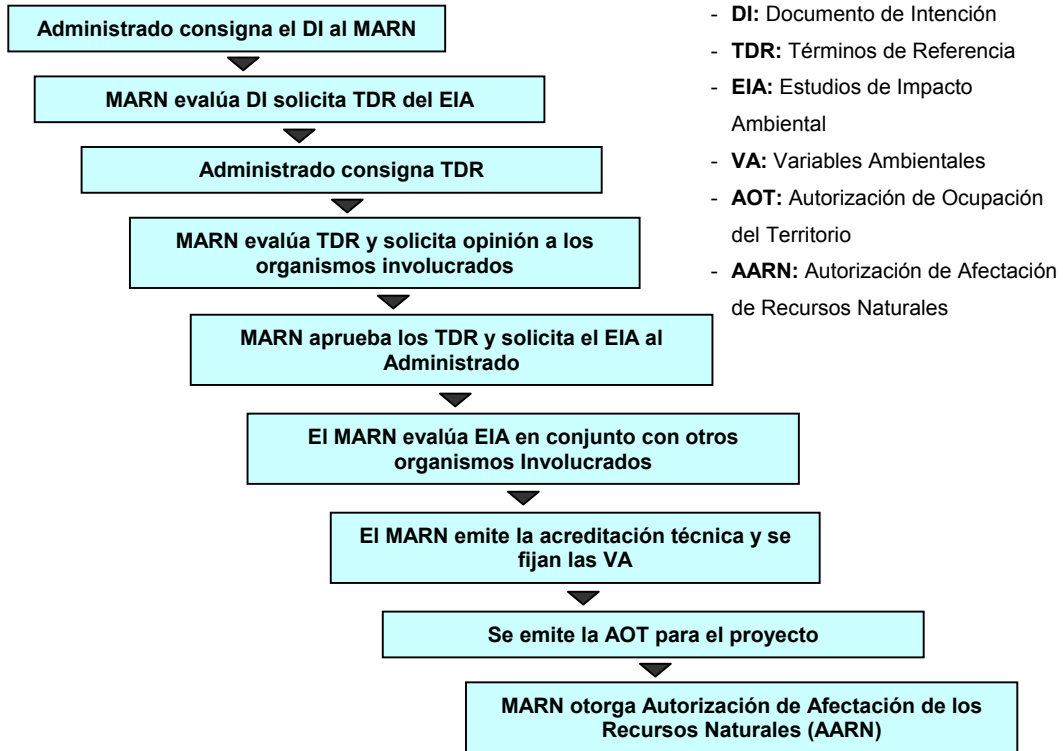 Administrado consigna el DI al MARN
MARN evalúa DI solicita TDR del EIA
Administrado consigna TDR
MARN evalúa TDR y solicita opinión a los
organismos involucrados
MARN aprueba los TDR y solicita el EIA al
Administrado
El MARN evalúa EIA en conjunto con otros
organismos Involucrados
El MARN emite la acreditación técnica y se
fijan las VA
Se emite la AOT para el proyecto
MARN otorga Autorización de Afectación de los
Recursos Naturales (AARN)
- DI: Documento de Intención
- TDR: Términos de Referencia
- EIA: Estudios de Impacto
Ambiental
- VA: Variables Ambientales
- AOT: Autorización de Ocupación
del Territorio
- AARN: Autorización de Afectación
de Recursos Naturales